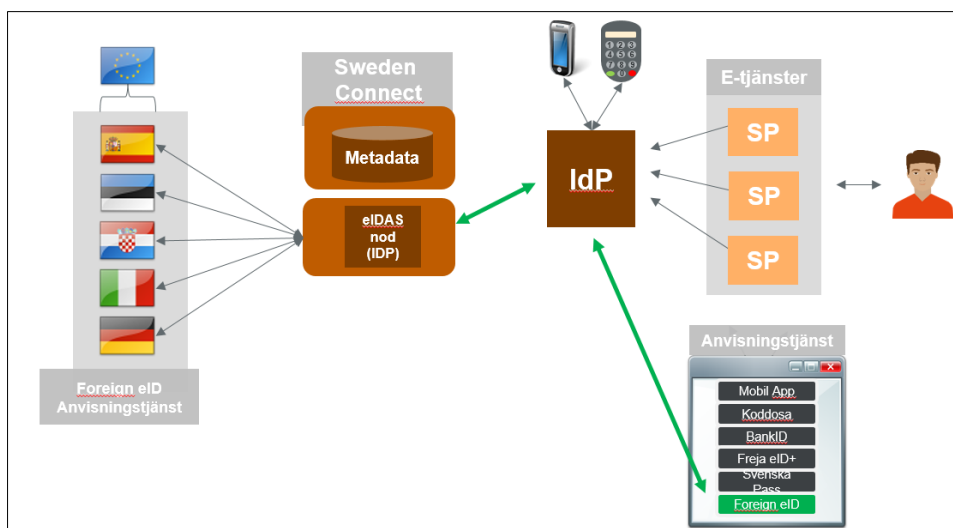 Sweden
Connect
Metadata
eIDAS
nod
(IDP)
Foreign eID
Anvisningstjänst
IdP
E-tjänster
SP
SP
SP
Anvisningstjänst
X
Mobil App
Koddosa
BankID
Freja eID+
Svenska
Pass
Foreign eID